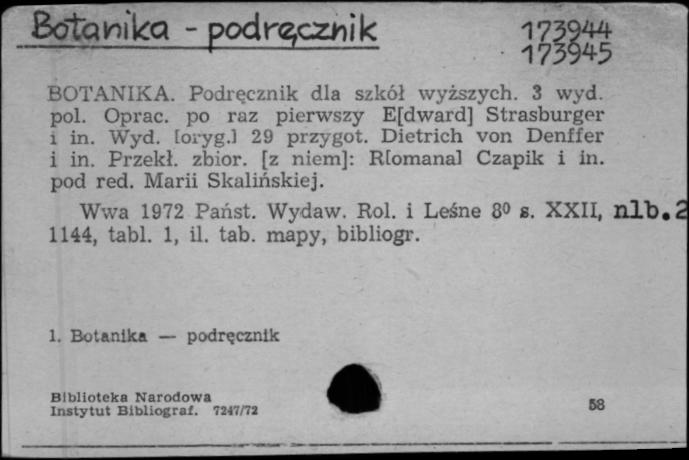 Botanika - podręcznik
173944
173945
BOTANIKA. Podręcznik dla szkół wyższych. 3 wyd.
pol. Oprac. po raz pierwszy E[dward] Strasburger
i in. Wyd. [oryg.] 29 przygot. Dietrich von Denffer
i in. Przekł. zbior. [z niem]: R[omana] Czapik i in.
pod red. Marii Skalińskiej.
Wwa 1972 Państ. Wydaw. Rol. i Leśne 8⁰ s. XXII, nlb.2
1144, tabl. 1, il. tab. mapy, bibliogr.
1. Botanika — podręcznik
Biblioteka Narodowa
Instytut Bibliograf. 7247/72
58